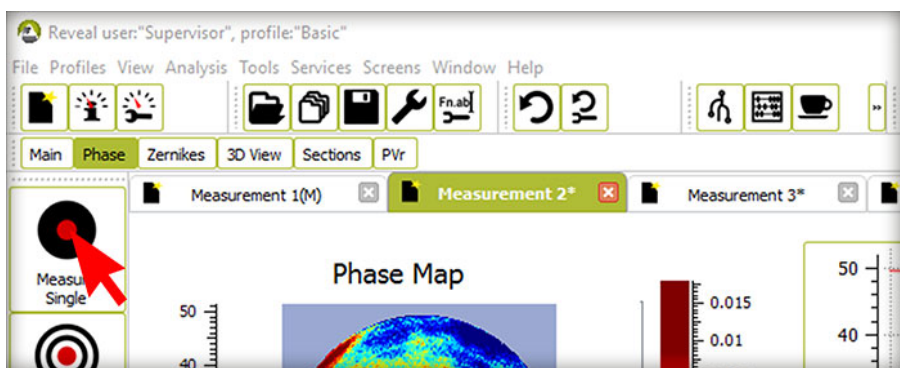 Reveal user:"Supervisor", profile:"Basic"
File Profiles View Analysis Tools Services Screens Window Help
Fn.ab
»
Main Phase Zernikes 3D View Sections PVr
Measurement 1(M) Measurement 2* Measurement 3*
Measure
Single
Phase Map
50
40
0.015
0.01
50
40